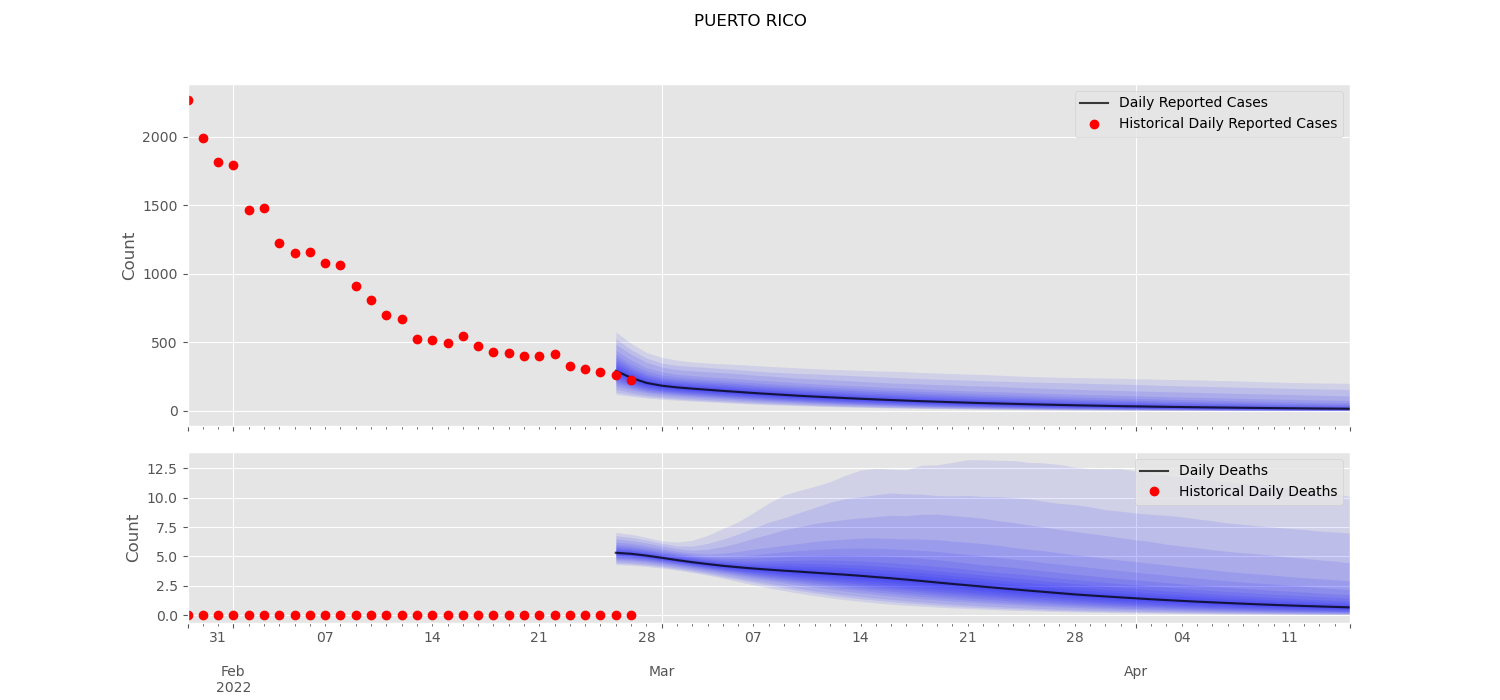 PUERTO RICO
Daily Reported Cases
Historical Daily Reported Cases
Count
2000
1500
1000
500
0
Daily Deaths
Historical Daily Deaths
Count
12.5
10.0
7.5
5.0
2.5
0.0
31 07 14 21 28 07 14 21 28 04 11
Feb Mar Apr
2022